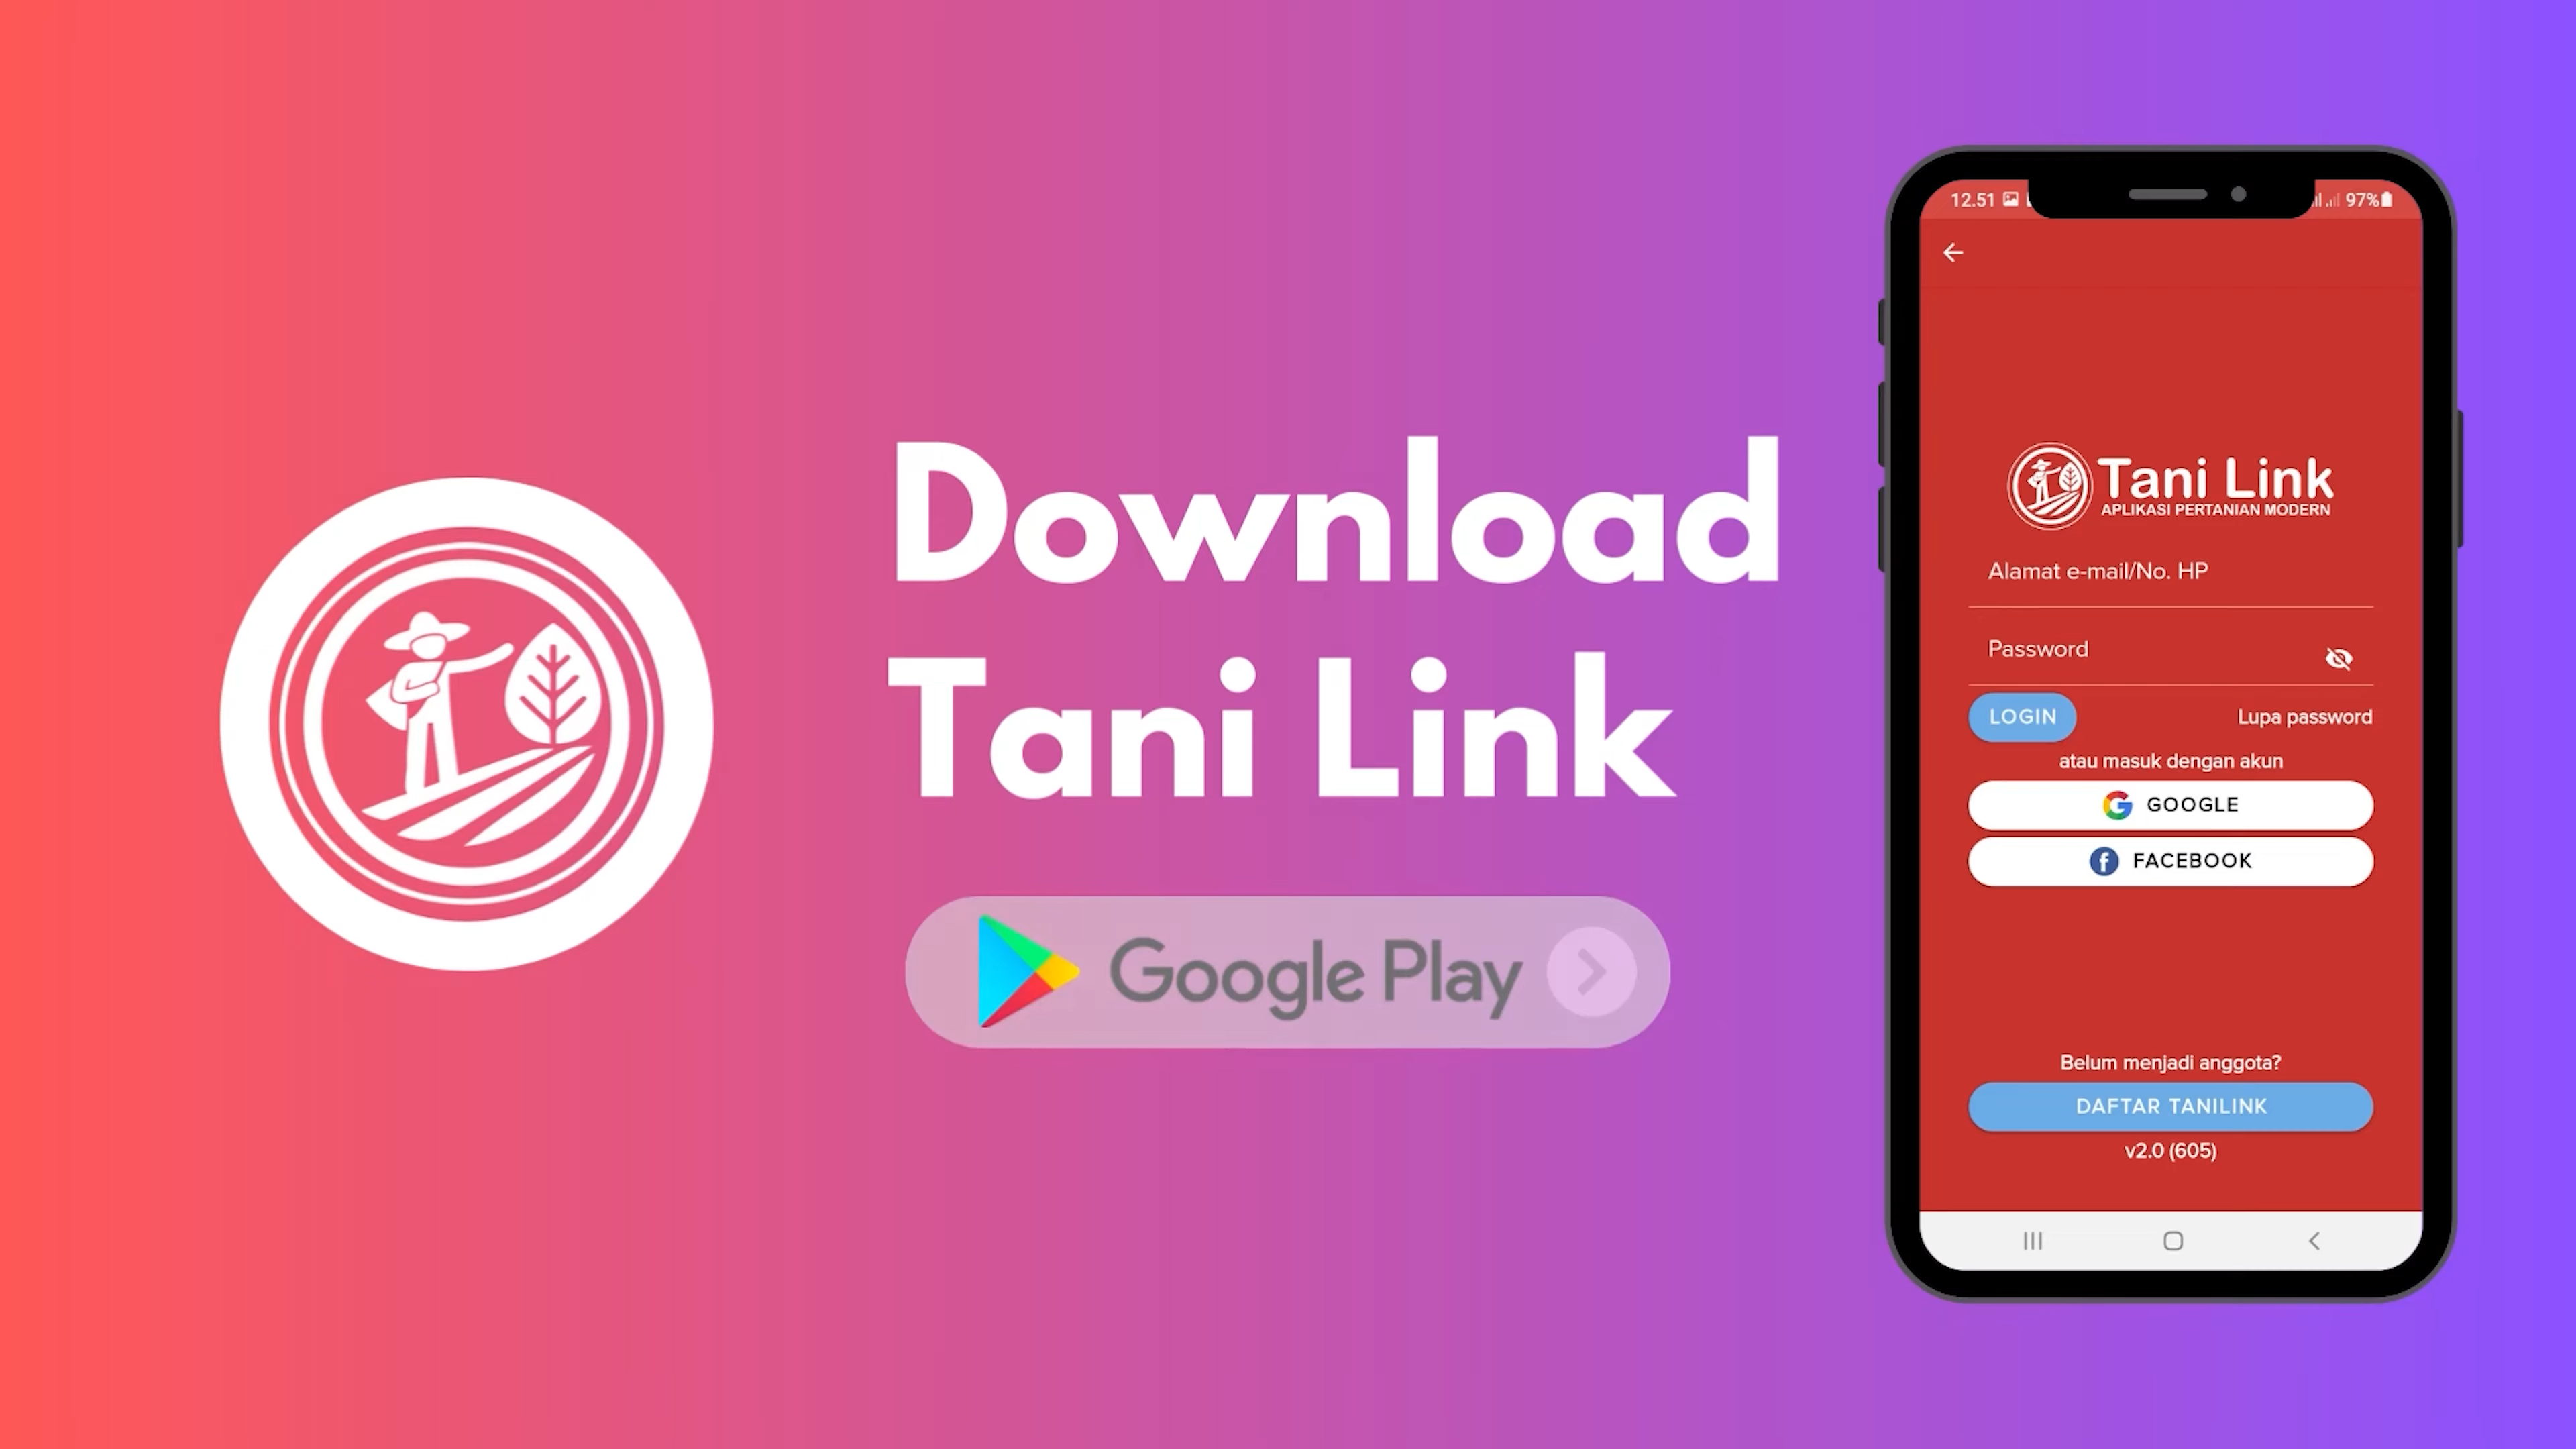 Download
Tani Link
Google Play
12.51
97%
Tani Link
APLIKASI PERTANIAN MODERN
Alamat e-mail/No. HP
Password
LOGIN
Lupa password
atau masuk dengan akun
GOOGLE
FACEBOOK
Belum menjadi anggota?
DAFTAR TANILINK
v2.0 (605)